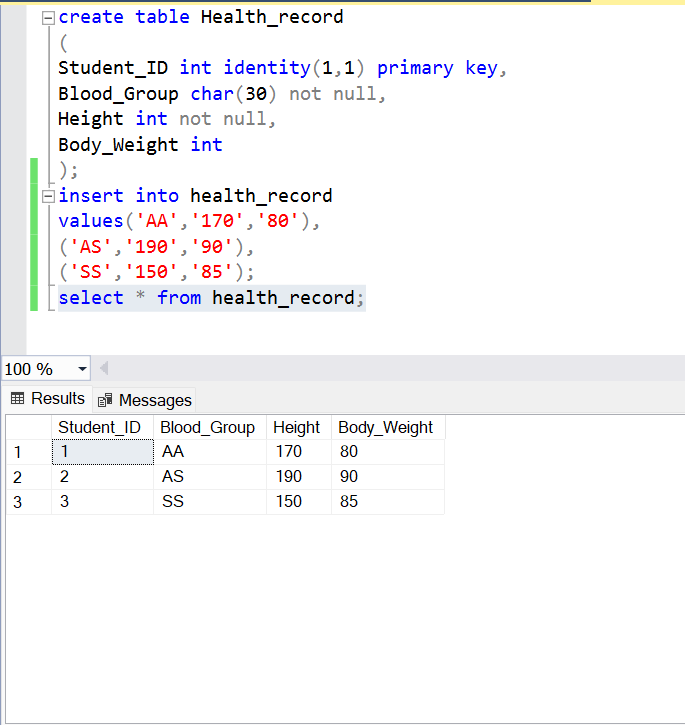 create table Health_record
(
Student_ID int identity(1,1) primary key,
Blood_Group char(30) not null,
Height int not null,
Body_Weight int
);
insert into health_record
values('AA','170','80'),
('AS','190','90'),
('SS','150','85');
select * from health_record;
100 %
Results Messages
Student_ID Blood_Group Height Body_Weight
1 1 AA 170 80
2 2 AS 190 90
3 3 SS 150 85